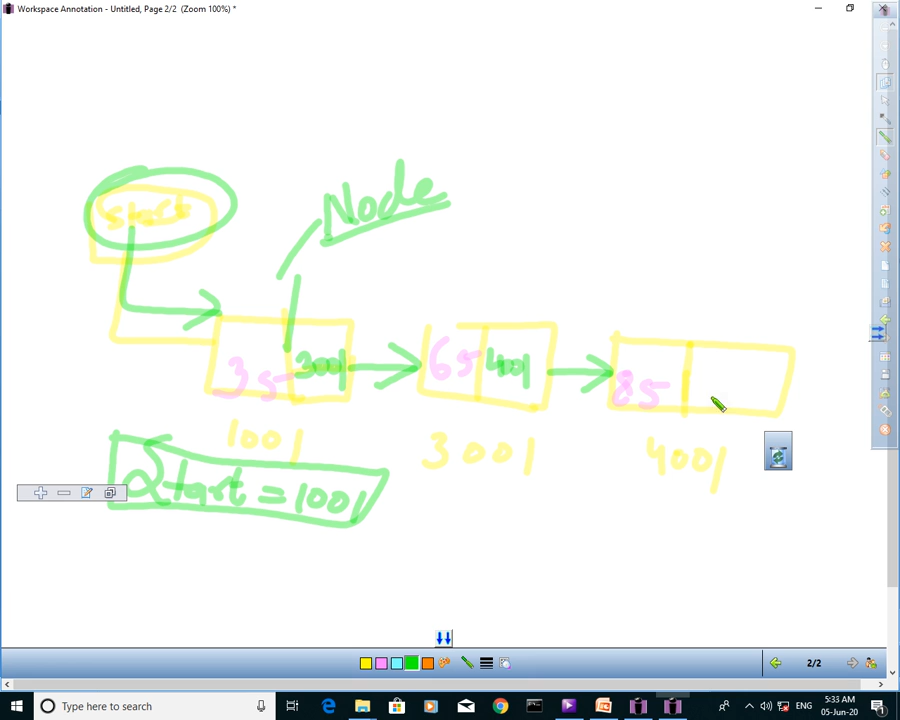 Workspace Annotation - Untitled, Page 2/2 (Zoom 100%) *
Node
start
35 3001
65 4001
85
1001
3001
4001
Start = 1001
2/2
Type here to search
ENG
5:33 AM
05-Jun-20
1